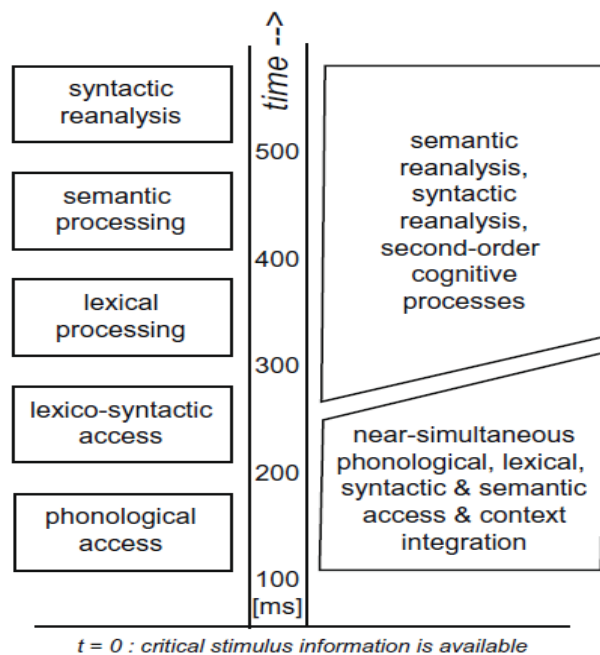 syntactic
reanalysis
semantic
processing
lexical
processing
lexico-syntactic
access
phonological
access
time -->
500
400
300
200
100
[ms]
semantic
reanalysis,
syntactic
reanalysis,
second-order
cognitive
processes
near-simultaneous
phonological, lexical,
syntactic & semantic
access & context
integration
t = 0 : critical stimulus information is available